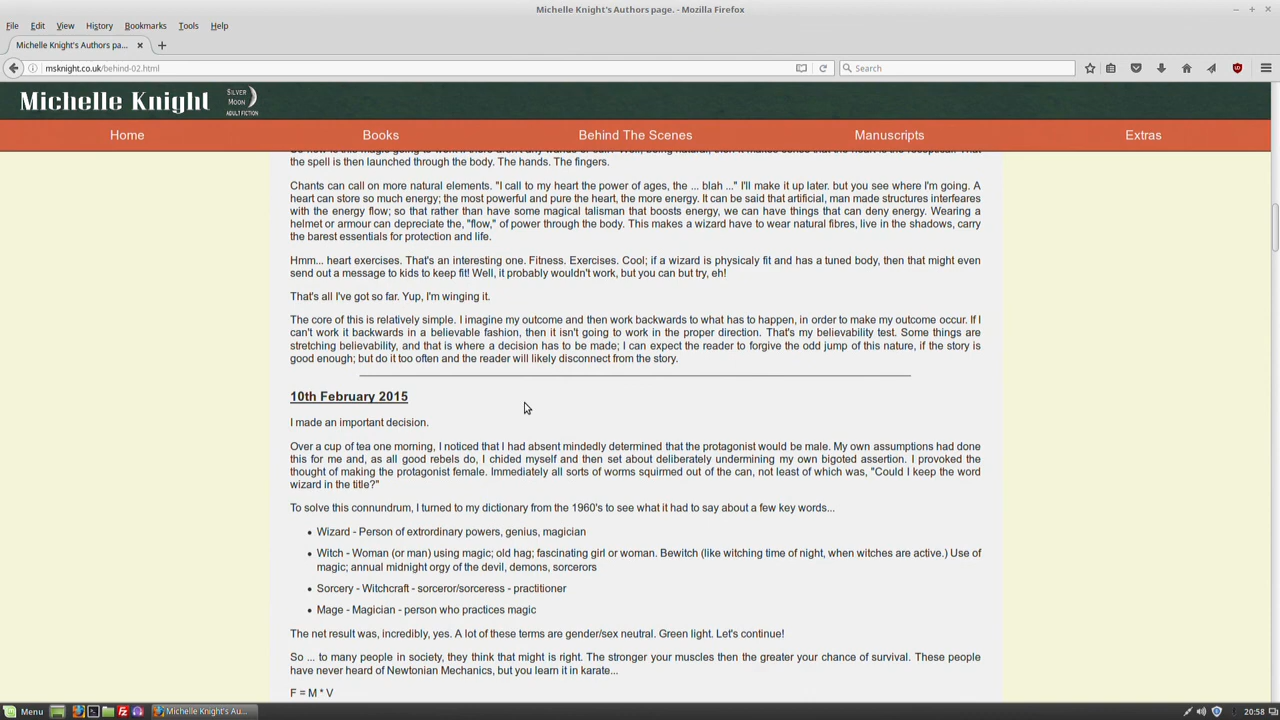 Michelle Knight's Authors page. - Mozilla Firefox
File Edit View History Bookmarks Tools Help
Michelle Knight's Authors pa...
msknight.co.uk/behind-02.html
Search
Michelle Knight
SILVER
MOON
ADULT FICTION
Home Books Behind The Scenes Manuscripts Extras
the spell is then launched through the body. The hands. The fingers.
Chants can call on more natural elements. "I call to my heart the power of ages, the ... blah ..." I'll make it up later. but you see where I'm going. A
heart can store so much energy; the most powerful and pure the heart, the more energy. It can be said that artificial, man made structures interfeares
with the energy flow; so that rather than have some magical talisman that boosts energy, we can have things that can deny energy. Wearing a
helmet or armour can depreciate the, "flow," of power through the body. This makes a wizard have to wear natural fibres, live in the shadows, carry
the barest essentials for protection and life.
Hmm... heart exercises. That's an interesting one. Fitness. Exercises. Cool; if a wizard is physicaly fit and has a tuned body, then that might even
send out a message to kids to keep fit! Well, it probably wouldn't work, but you can but try, eh!
That's all I've got so far. Yup, I'm winging it.
The core of this is relatively simple. I imagine my outcome and then work backwards to what has to happen, in order to make my outcome occur. If I
can't work it backwards in a believable fashion, then it isn't going to work in the proper direction. That's my believability test. Some things are
stretching believability, and that is where a decision has to be made; I can expect the reader to forgive the odd jump of this nature, if the story is
good enough; but do it too often and the reader will likely disconnect from the story.
10th February 2015
I made an important decision.
Over a cup of tea one morning, I noticed that I had absent mindedly determined that the protagonist would be male. My own assumptions had done
this for me and, as all good rebels do, I chided myself and then set about deliberately undermining my own bigoted assertion. I provoked the
thought of making the protagonist female. Immediately all sorts of worms squirmed out of the can, not least of which was, "Could I keep the word
wizard in the title?"
To solve this connundrum, I turned to my dictionary from the 1960's to see what it had to say about a few key words...
• Wizard - Person of extrordinary powers, genius, magician
• Witch - Woman (or man) using magic; old hag; fascinating girl or woman. Bewitch (like witching time of night, when witches are active.) Use of
magic; annual midnight orgy of the devil, demons, sorcerors
• Sorcery - Witchcraft - sorceror/sorceress - practitioner
• Mage - Magician - person who practices magic
The net result was, incredibly, yes. A lot of these terms are gender/sex neutral. Green light. Let's continue!
So ... to many people in society, they think that might is right. The stronger your muscles then the greater your chance of survival. These people
have never heard of Newtonian Mechanics, but you learn it in karate...
F = M * V
Menu Michelle Knight's Au... 20:58